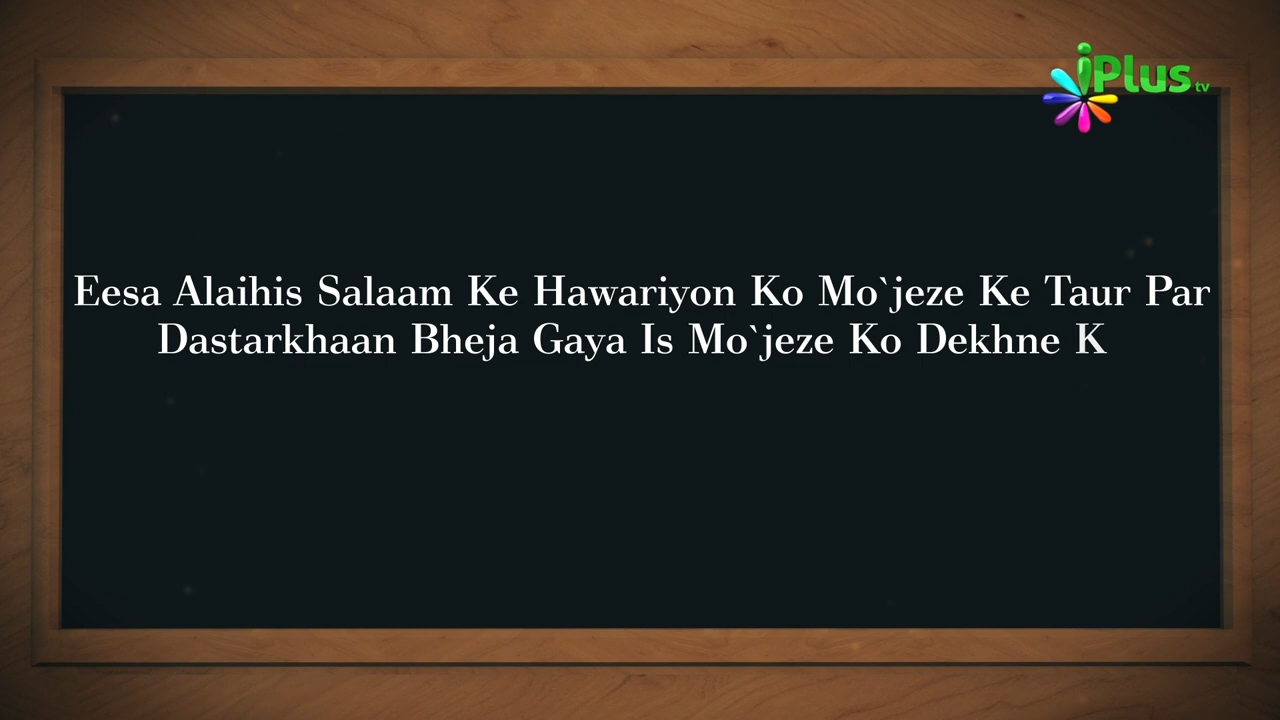 iPlus tv
Eesa Alaihis Salaam Ke Hawariyon Ko Mo`jeze Ke Taur Par
Dastarkhaan Bheja Gaya Is Mo`jeze Ko Dekhne K